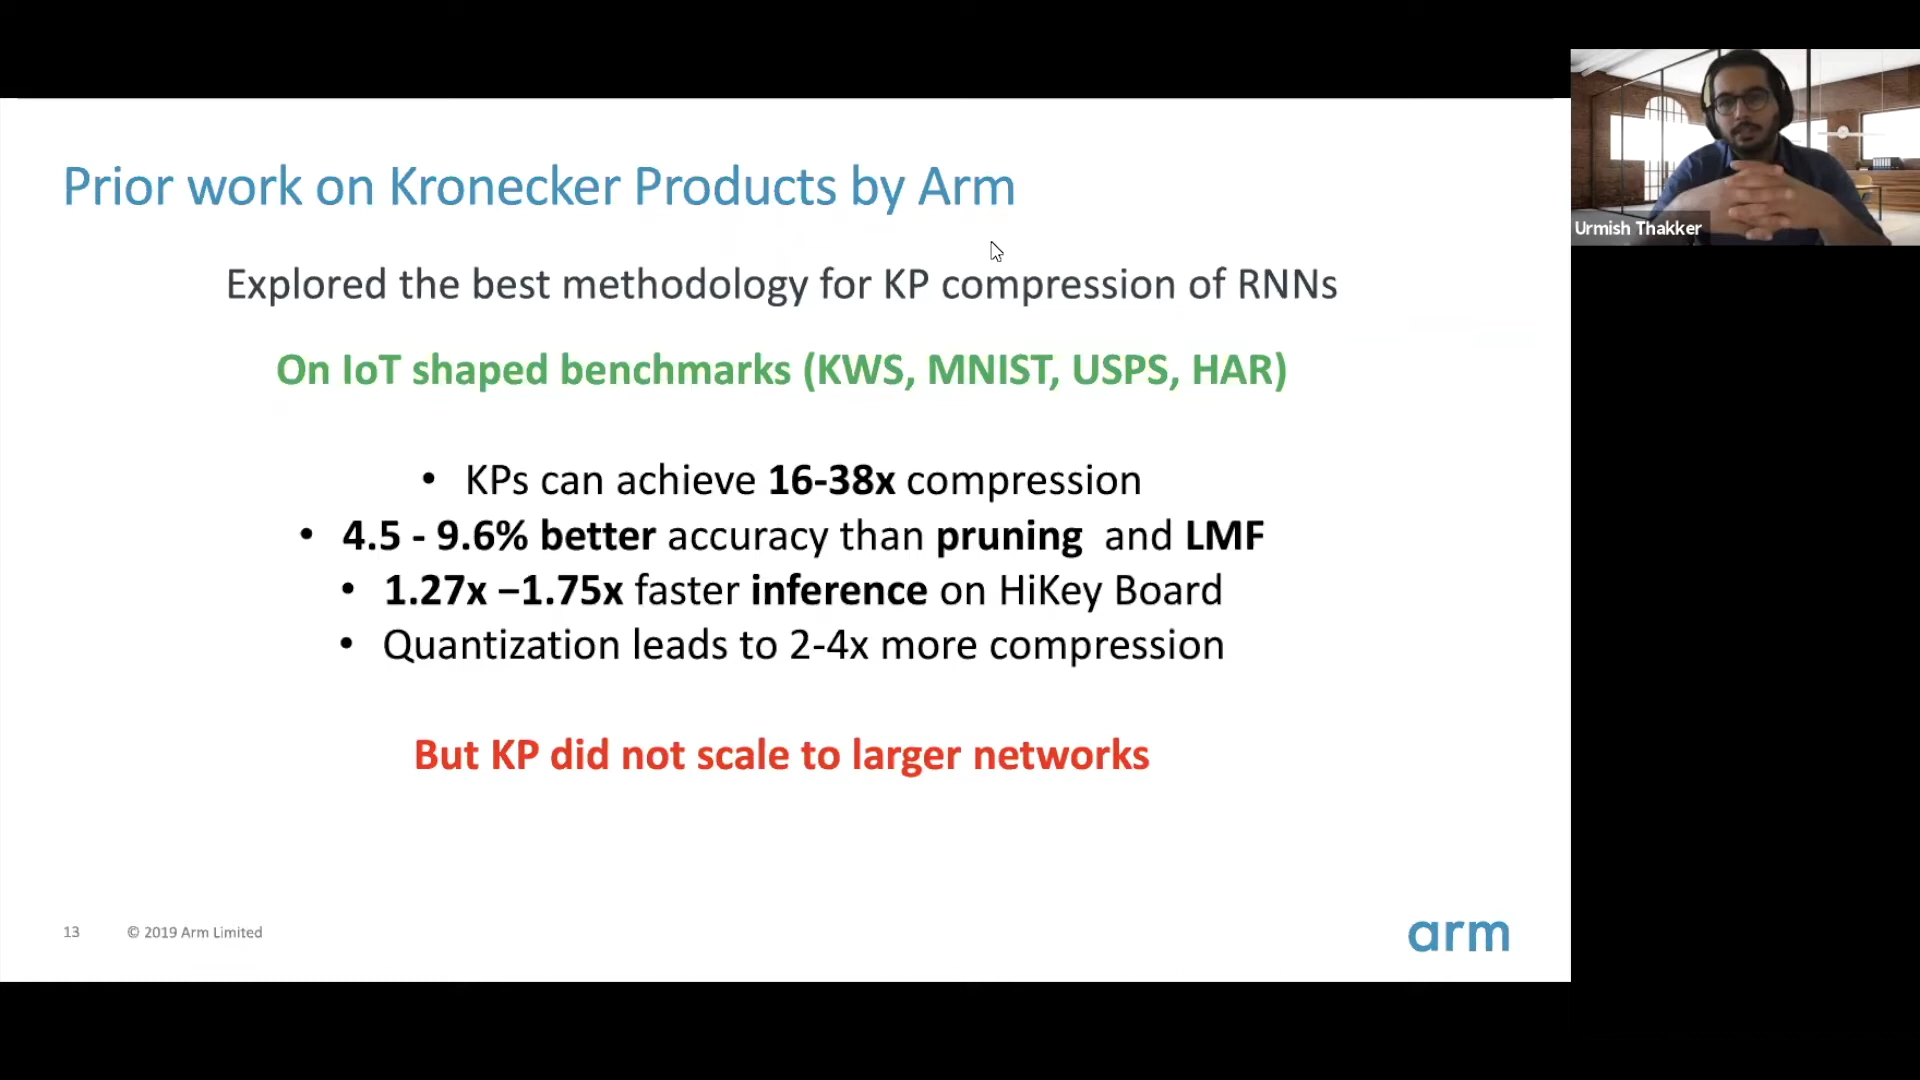 Prior work on Kronecker Products by Arm
Explored the best methodology for KP compression of RNNs
On IoT shaped benchmarks (KWS, MNIST, USPS, HAR)
• KPs can achieve 16-38x compression
• 4.5 - 9.6% better accuracy than pruning and LMF
• 1.27x –1.75x faster inference on HiKey Board
• Quantization leads to 2-4x more compression
But KP did not scale to larger networks
13 © 2019 Arm Limited
arm
Urmish Thakker